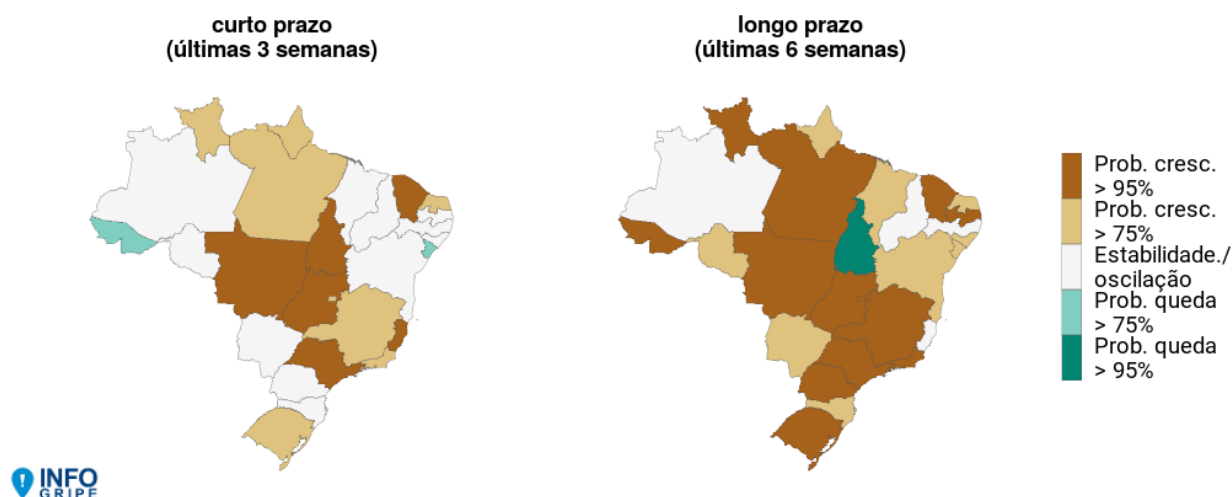 curto prazo
(últimas 3 semanas)
longo prazo
(últimas 6 semanas)
Prob. cresc.
> 95%
Prob. cresc.
> 75%
Estabilidade./
oscilação
Prob. queda
> 75%
Prob. queda
> 95%
INFO
GRIPE